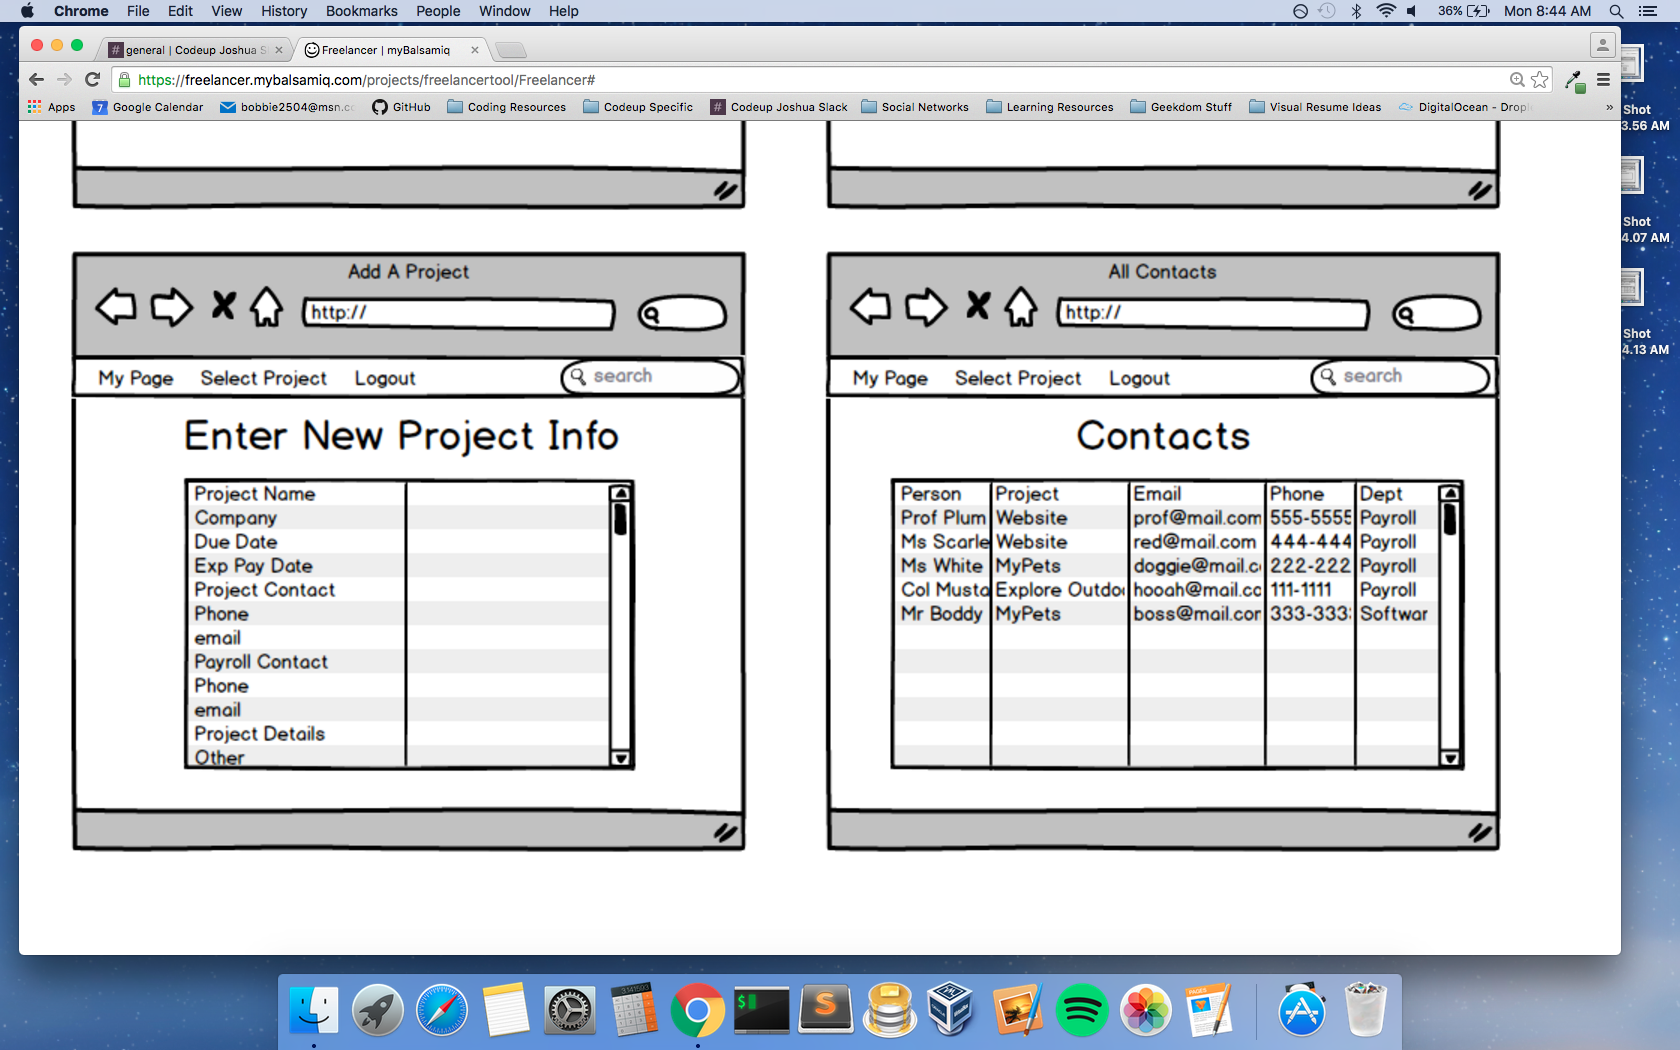 Chrome File Edit View History Bookmarks People Window Help 36% Mon 8:44 AM
general | Codeup Joshua S Freelancer | myBalsamiq
https://freelancer.mybalsamiq.com/projects/freelancertool/Freelancer#
Apps 7 Google Calendar bobbie2504@msn.c GitHub Coding Resources Codeup Specific Codeup Joshua Slack Social Networks Learning Resources Geekdom Stuff Visual Resume Ideas DigitalOcean - Dropl »
Shot
3.56 AM
Shot
4.07 AM
Shot
4.13 AM
Add A Project
http://
My Page Select Project Logout search
Enter New Project Info
Project Name
Company
Due Date
Exp Pay Date
Project Contact
Phone
email
Payroll Contact
Phone
email
Project Details
Other
All Contacts
http://
My Page Select Project Logout search
Contacts
Person Project Email Phone Dept
Prof Plum Website prof@mail.com 555-5555 Payroll
Ms Scarle Website red@mail.com 444-444 Payroll
Ms White MyPets doggie@mail.c 222-222 Payroll
Col Musta Explore Outdoo hooah@mail.co 111-1111 Payroll
Mr Boddy MyPets boss@mail.com 333-333 Softwar
PAGES